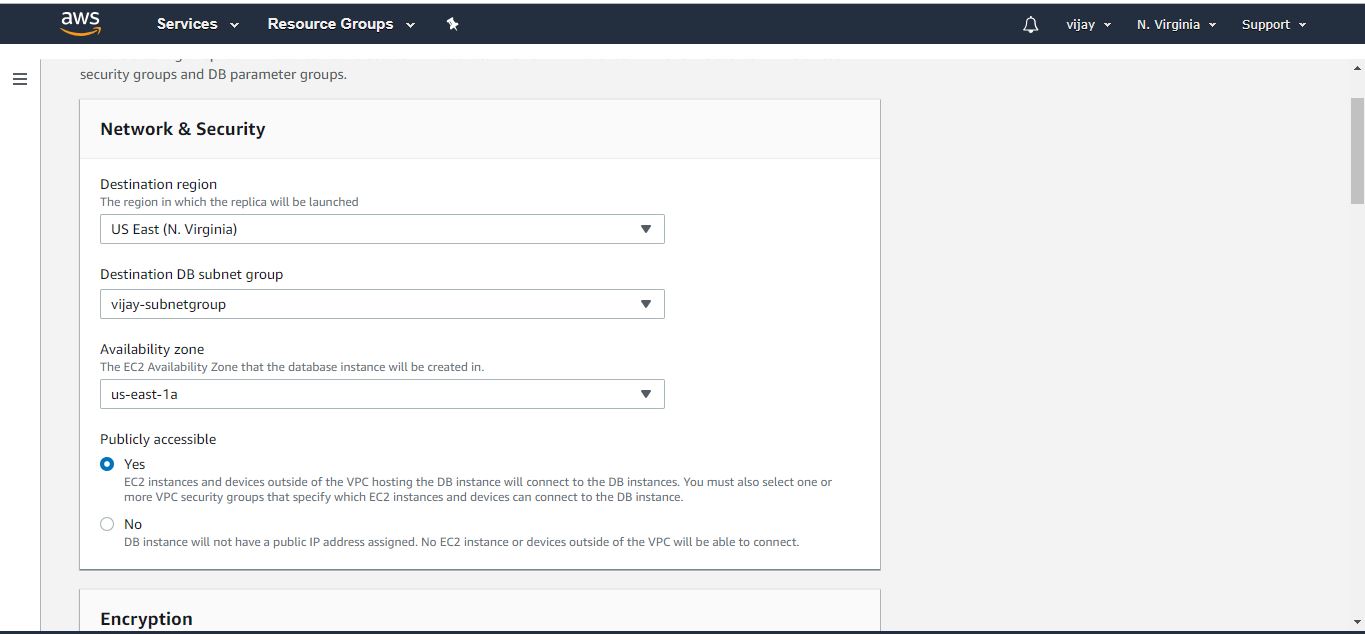 aws
Services
Resource Groups
vijay
N. Virginia
Support
security groups and DB parameter groups.
Network & Security
Destination region
The region in which the replica will be launched
US East (N. Virginia)
Destination DB subnet group
vijay-subnetgroup
Availability zone
The EC2 Availability Zone that the database instance will be created in.
us-east-1a
Publicly accessible
Yes
EC2 instances and devices outside of the VPC hosting the DB instance will connect to the DB instances. You must also select one or
more VPC security groups that specify which EC2 instances and devices can connect to the DB instance.
No
DB instance will not have a public IP address assigned. No EC2 instance or devices outside of the VPC will be able to connect.
Encryption